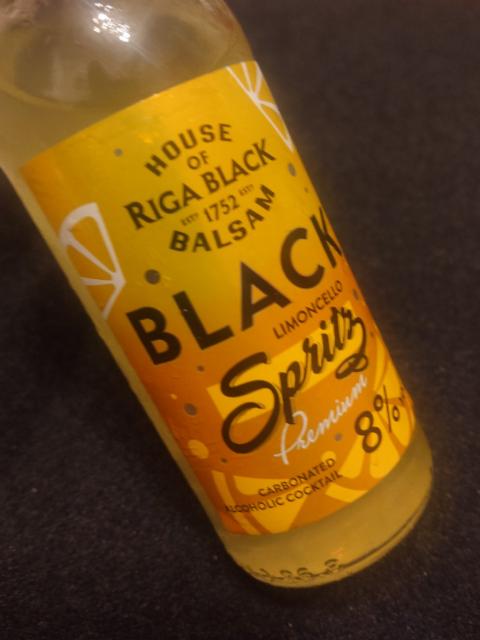 HOUSE
OF
RIGA BLACK
ESTD 1752 ESTD
BALSAM
BLACK
LIMONCELLO
Spritz
Premium
8%
CARBONATED
ALCOHOLIC COCKTAIL